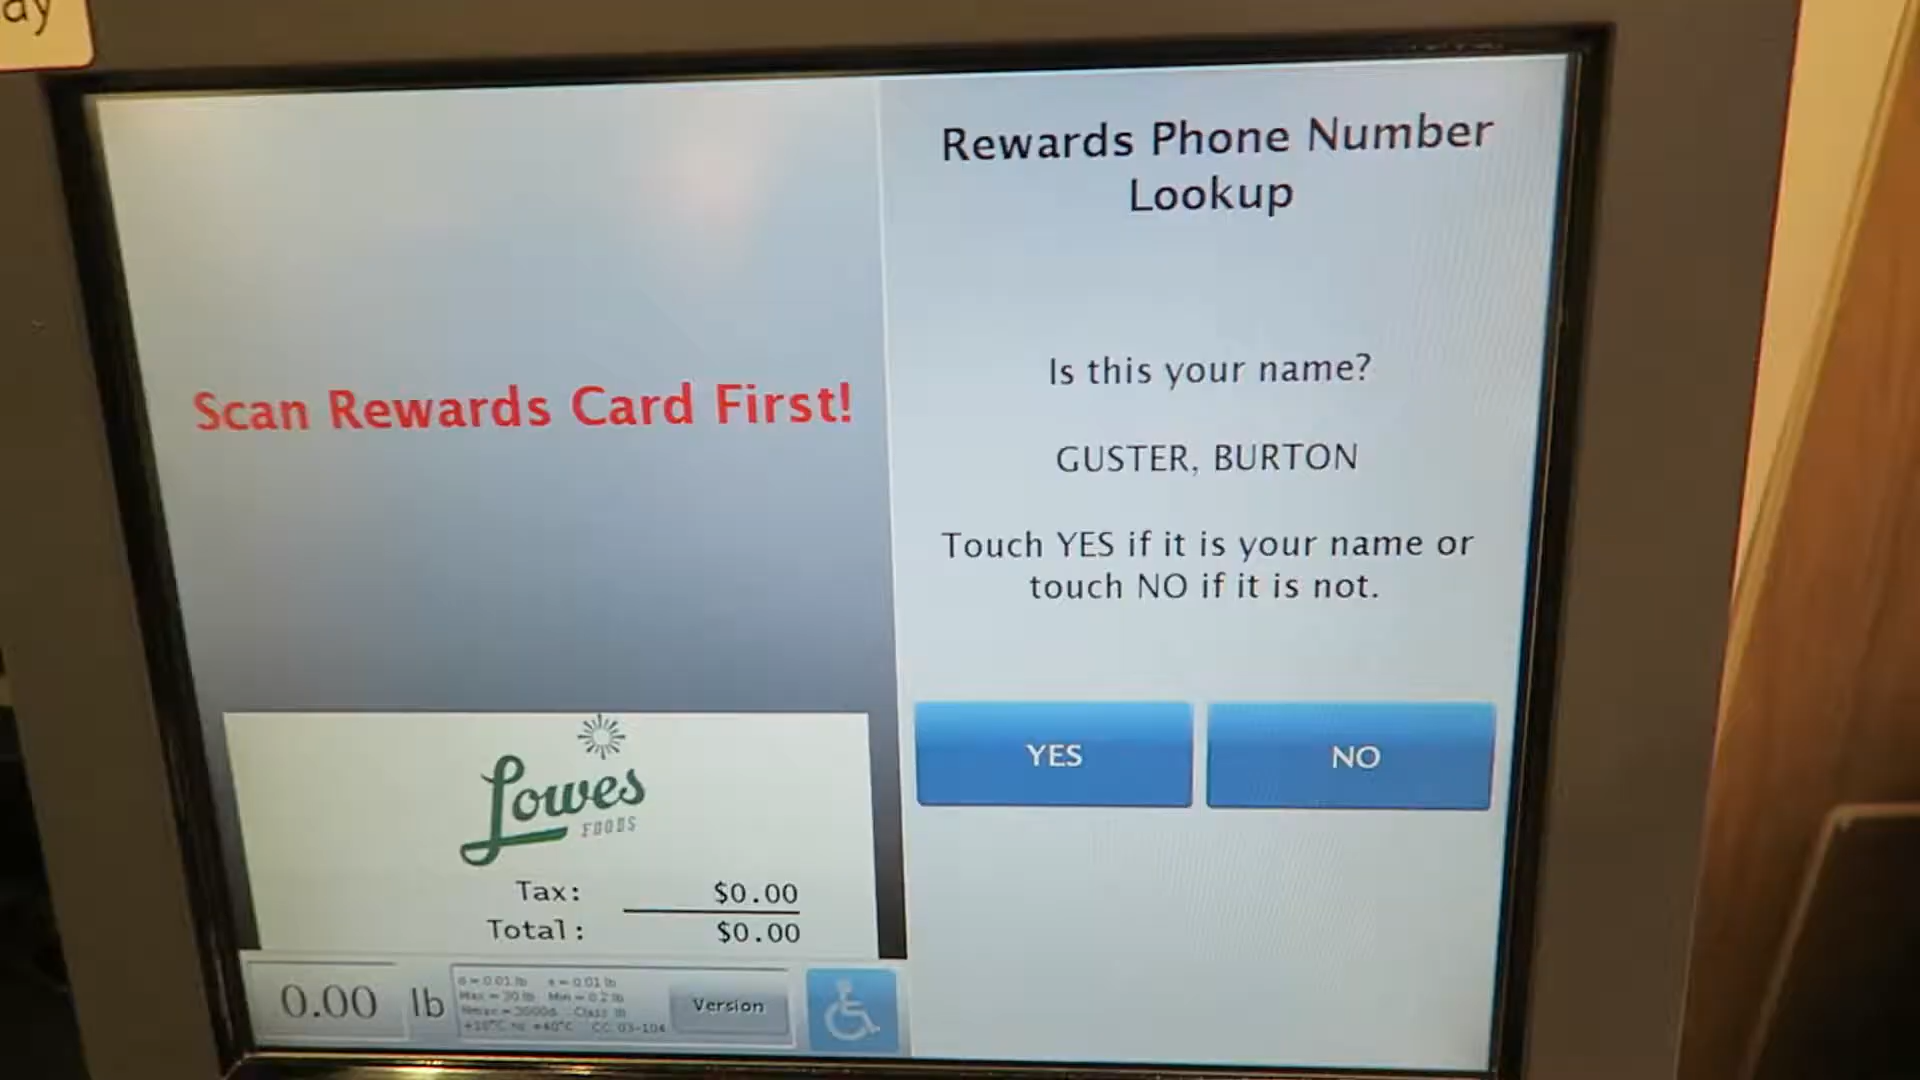 ay
Rewards Phone Number
Lookup
Scan Rewards Card First!
Is this your name?
GUSTER, BURTON
Touch YES if it is your name or
touch NO if it is not.
YES
NO
Lowes
FOODS
Tax: $0.00
Total: $0.00
0.00 lb
Version